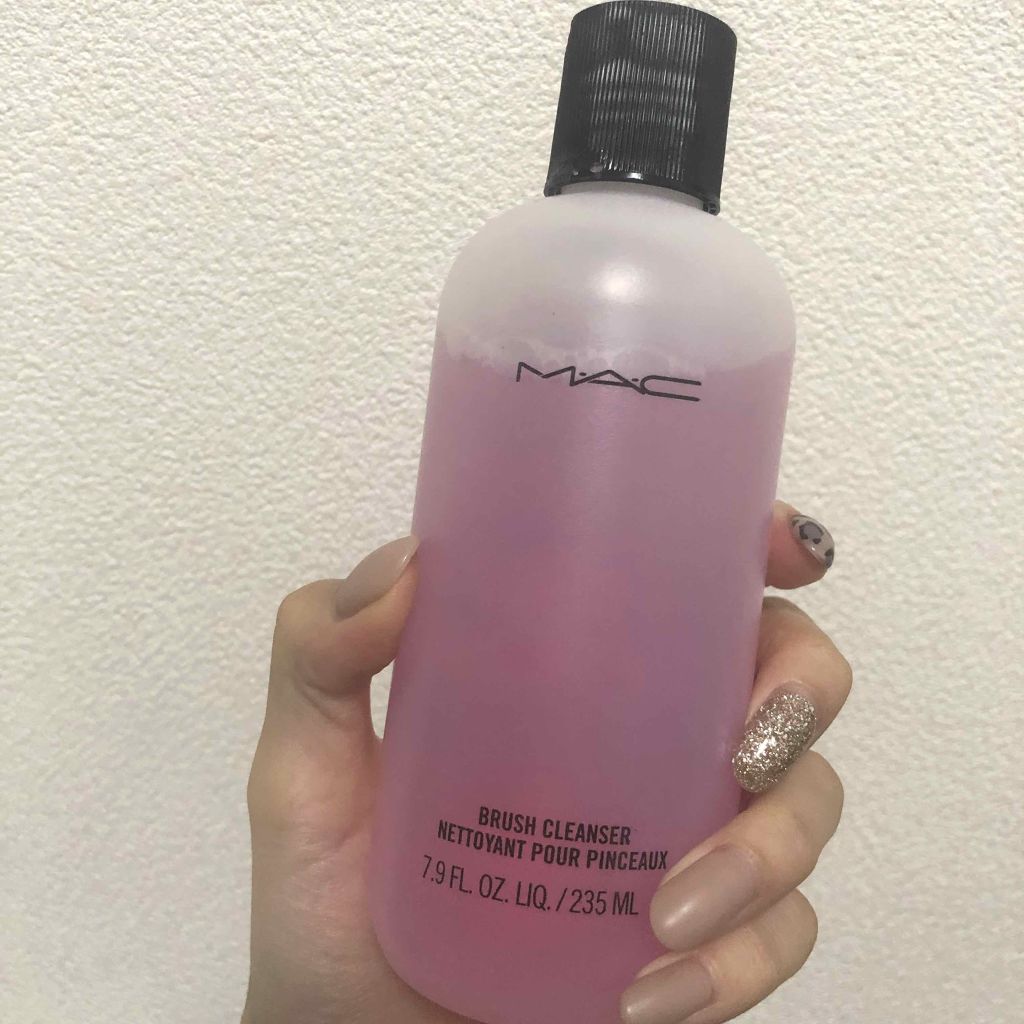 M·A·C
BRUSH CLEANSER
NETTOYANT POUR PINCEAUX
7.9 FL. OZ. LIQ. / 235 ML